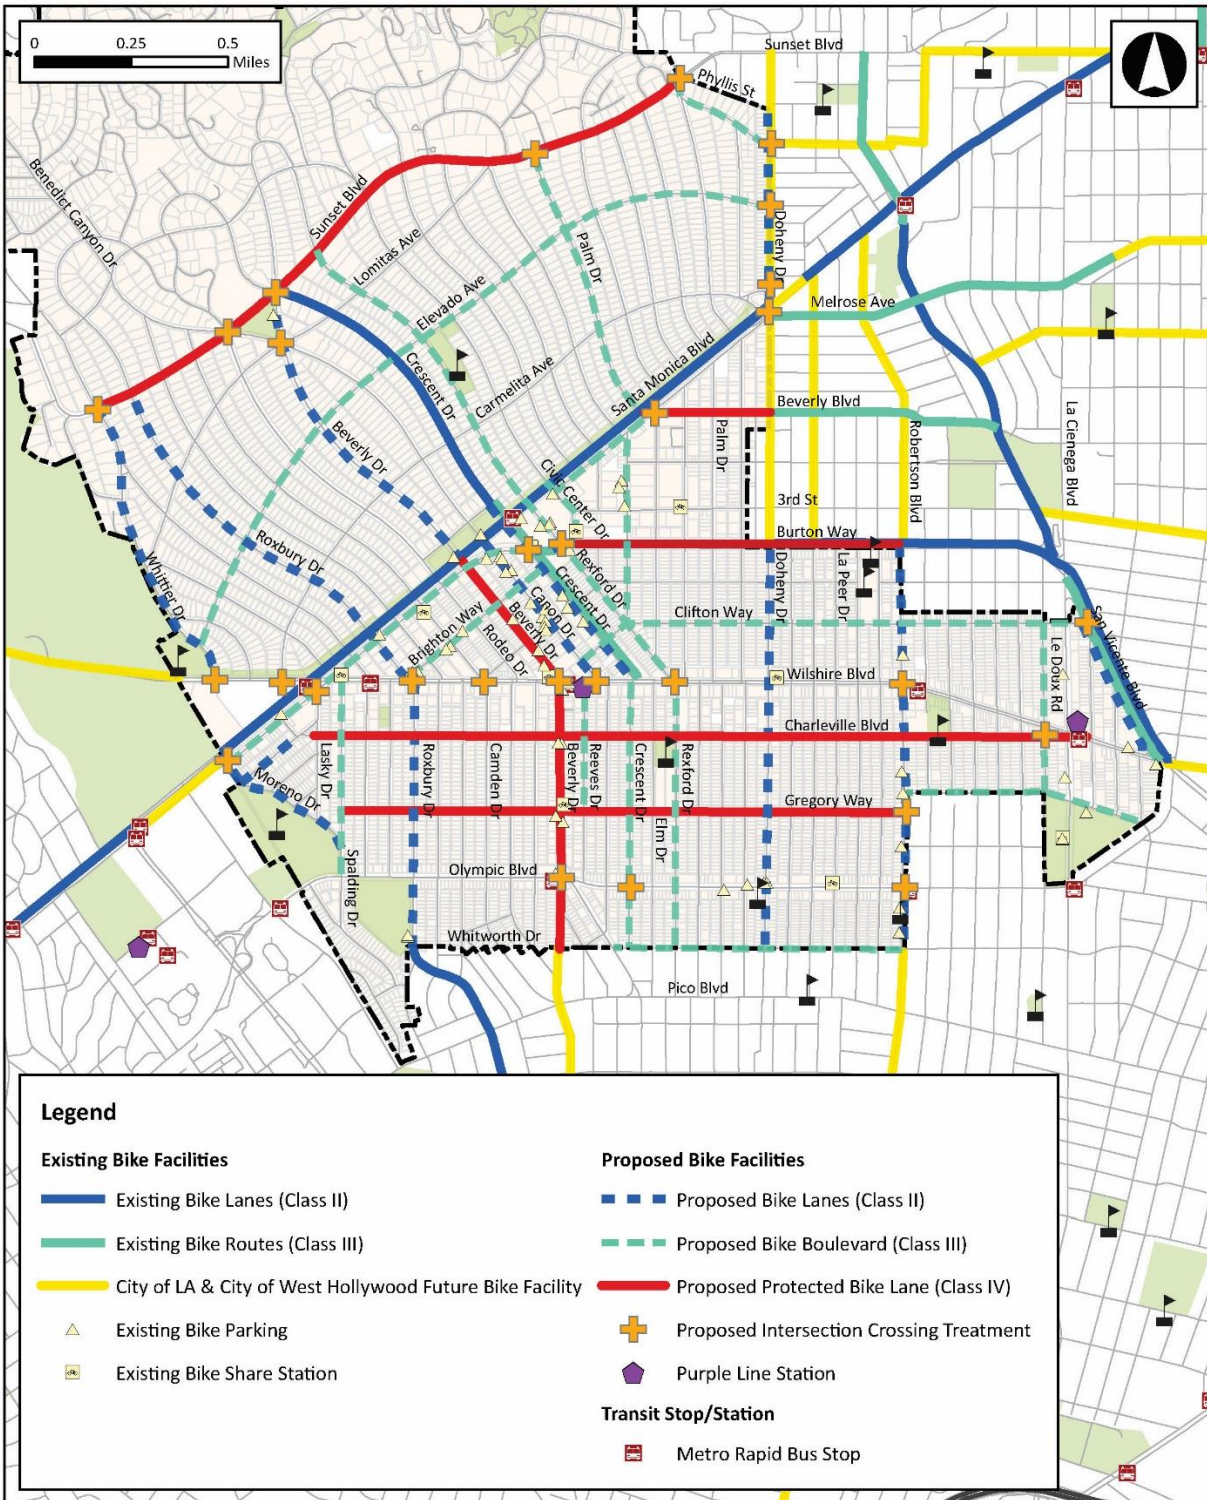 0 0.25 0.5
Miles
Sunset Blvd
Phyllis St
Benedict Canyon Dr
Sunset Blvd
Lomitas Ave
Palm Dr
Doheny Dr
Elevado Ave
Melrose Ave
Crescent Dr
Carmelita Ave
Santa Monica Blvd
Beverly Blvd
La Cienega Blvd
Beverly Dr
Palm Dr
Robertson Blvd
Civic Center Dr
3rd St
Roxbury Dr
Burton Way
Whittier Dr
Rexford Dr
Crescent Dr
Doheny Dr
La Peer Dr
Canon Dr
Clifton Way
Brighton Way
Beverly Dr
Rodeo Dr
San Vicente Blvd
Le Doux Rd
Wilshire Blvd
Charleville Blvd
Lasky Dr
Roxbury Dr
Camden Dr
Beverly Dr
Reeves Dr
Crescent Dr
Rexford Dr
Moreno Dr
Gregory Way
Elm Dr
Spalding Dr
Olympic Blvd
Whitworth Dr
Pico Blvd
Legend
Existing Bike Facilities
Existing Bike Lanes (Class II)
Existing Bike Routes (Class III)
City of LA & City of West Hollywood Future Bike Facility
Existing Bike Parking
Existing Bike Share Station
Proposed Bike Facilities
Proposed Bike Lanes (Class II)
Proposed Bike Boulevard (Class III)
Proposed Protected Bike Lane (Class IV)
Proposed Intersection Crossing Treatment
Purple Line Station
Transit Stop/Station
Metro Rapid Bus Stop